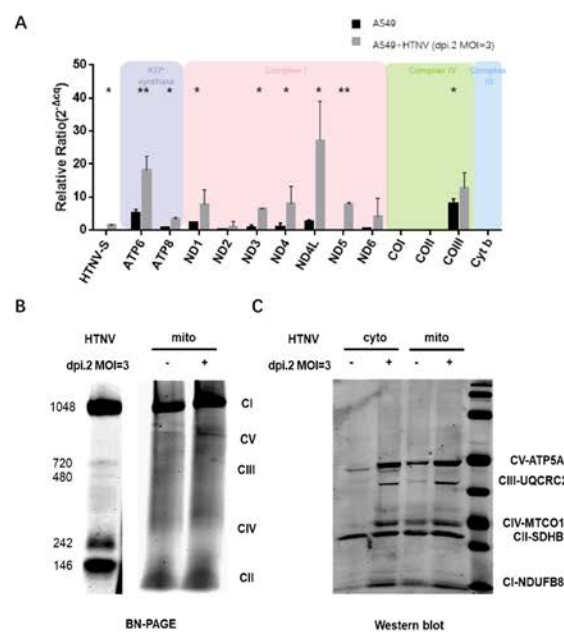 A
A549
A549+HTNV (dpi.2 MOI=3)
ATP
synthase
Complex I
Complex IV
Complex
III
Relative Ratio(2^-Δcq)
50
40
30
20
10
0
* ** * * * * * ** *
HTNV-S
ATP6
ATP8
ND1
ND2
ND3
ND4
ND4L
ND5
ND6
COI
COII
COIII
Cyt b
B
HTNV mito
dpi.2 MOI=3 - +
1048
720
480
242
146
CI
CV
CIII
CIV
CII
BN-PAGE
C
HTNV cyto mito
dpi.2 MOI=3 - + - +
CV-ATP5A
CIII-UQCRC2
CIV-MTCO1
CII-SDHB
CI-NDUFB8
Western blot